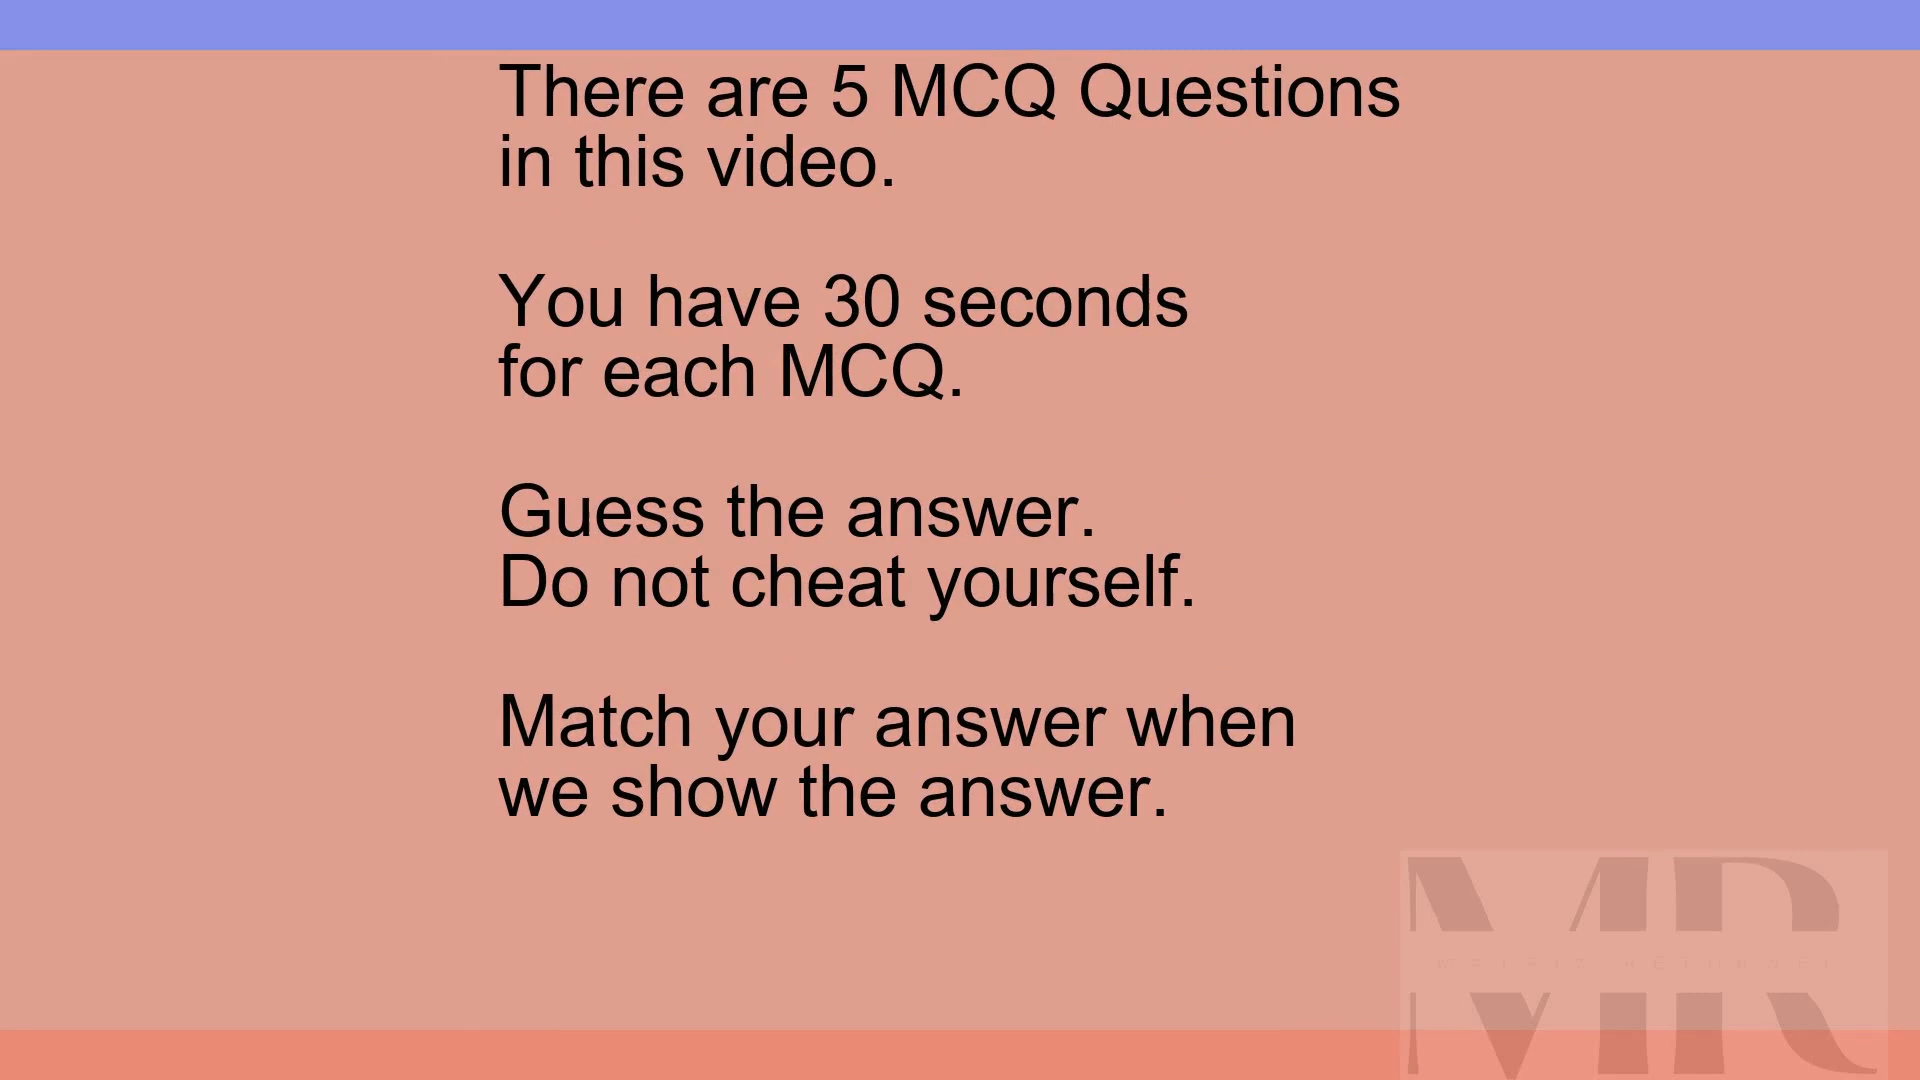 There are 5 MCQ Questions
in this video.
You have 30 seconds
for each MCQ.
Guess the answer.
Do not cheat yourself.
Match your answer when
we show the answer.
MR